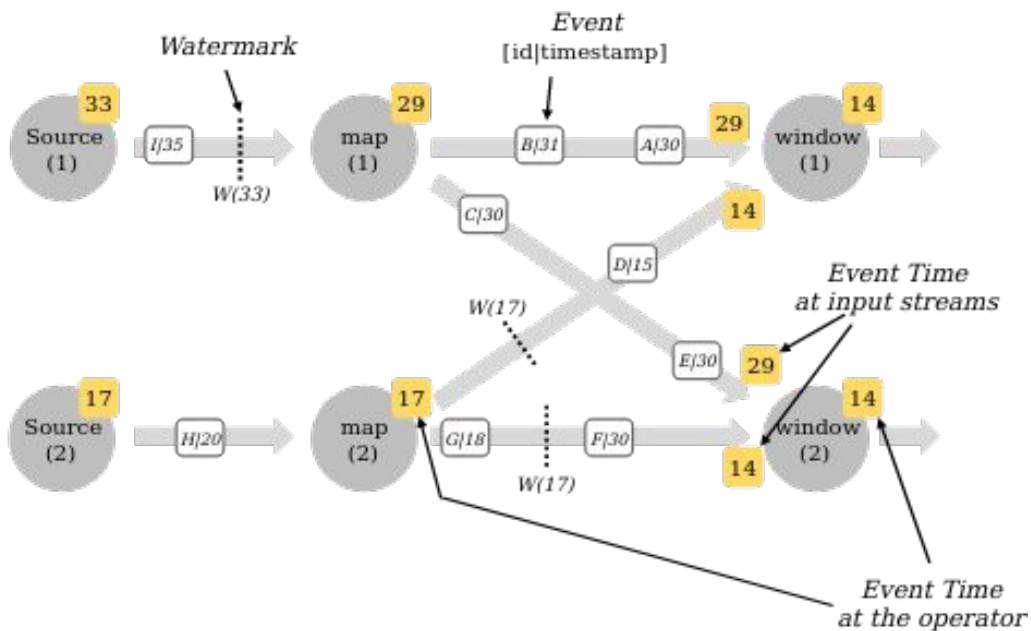 Event
[id|timestamp]
Watermark
33
29
29
14
Source
(1)
I|35
map
(1)
B|31
A|30
window
(1)
W(33)
C|30
14
D|15
Event Time
at input streams
W(17)
E|30
29
17
17
14
Source
(2)
H|20
map
(2)
G|18
F|30
window
(2)
14
W(17)
Event Time
at the operator